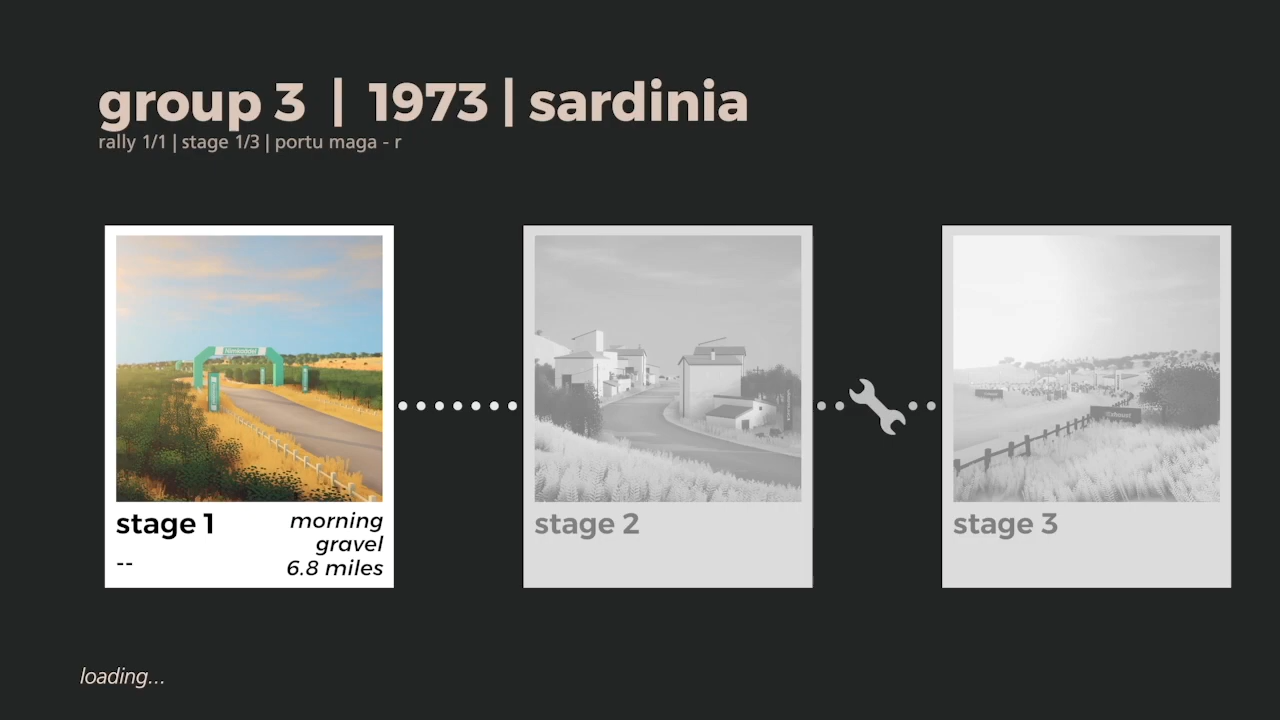 group 3 | 1973 | sardinia
rally 1/1 | stage 1/3 | portu maga - r
stage 1
--
morning
gravel
6.8 miles
stage 2
stage 3
loading...